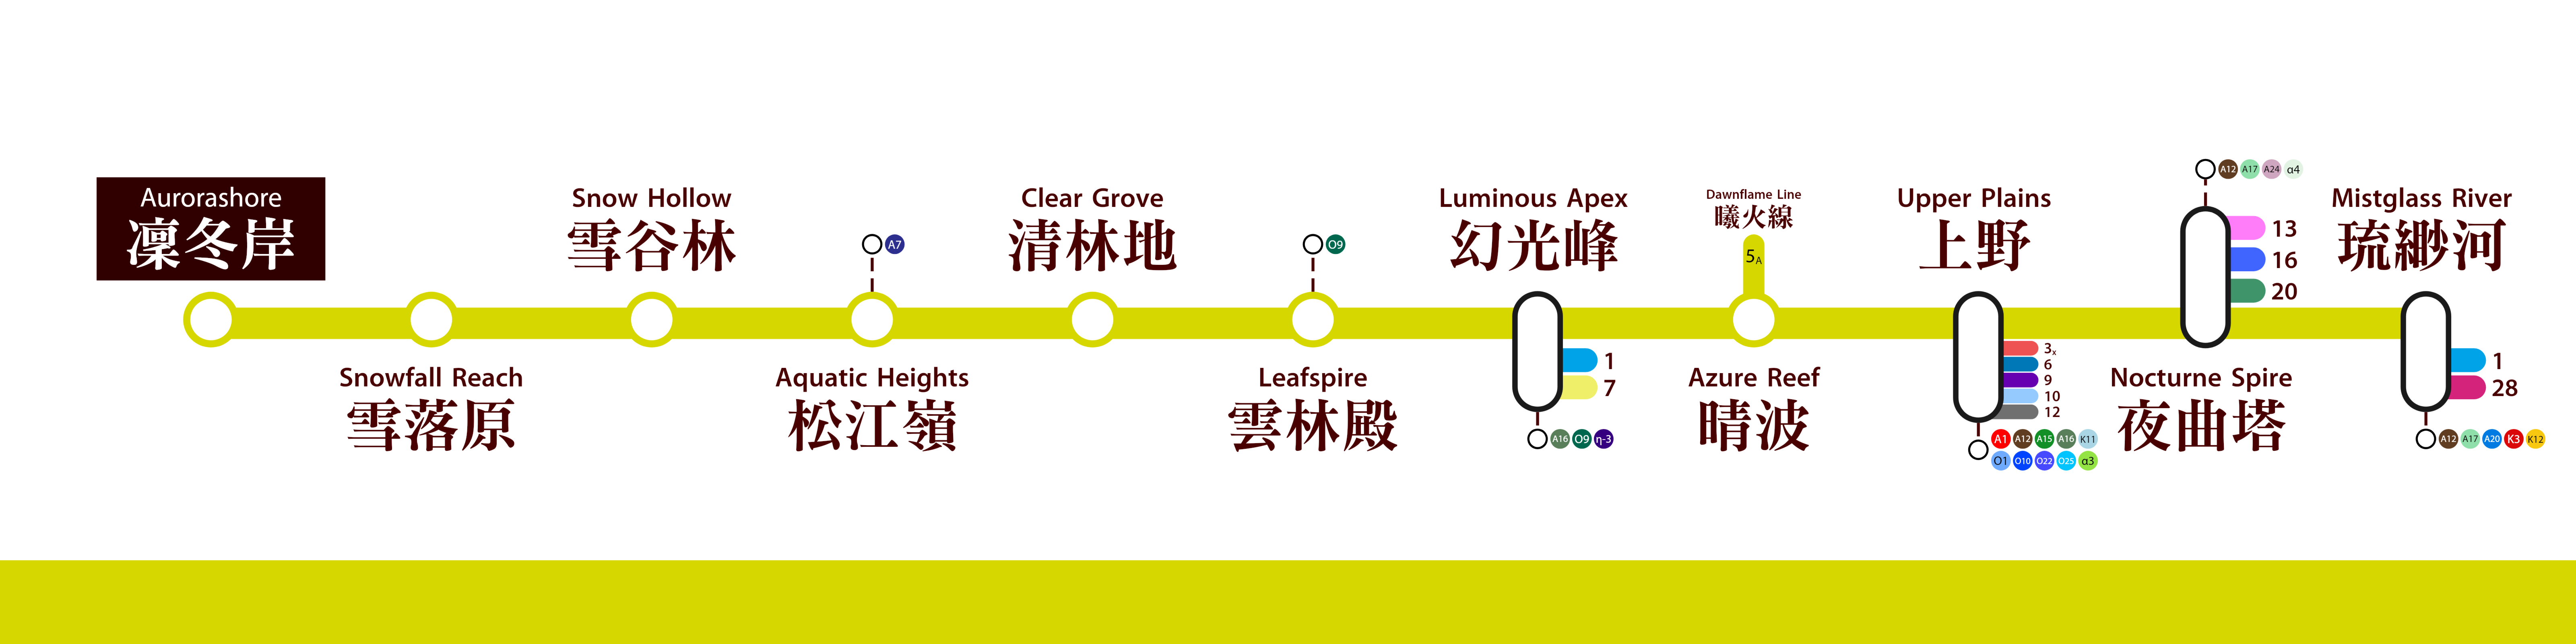 Aurorashore
凜冬岸
Snowfall Reach
雪落原
Snow Hollow
雪谷林
A7
Aquatic Heights
松江嶺
Clear Grove
清林地
O9
Leafspire
雲林殿
Luminous Apex
幻光峰
1
7
A16 O9 η-3
Dawnflame Line
曦火線
5A
Azure Reef
晴波
Upper Plains
上野
3x
6
9
10
12
A1 A12 A15 A16 K11
O1 O10 O22 O25 α3
A12 A17 A24 α4
13
16
20
Nocturne Spire
夜曲塔
Mistglass River
琉緲河
1
28
A12 A17 A20 K3 K12